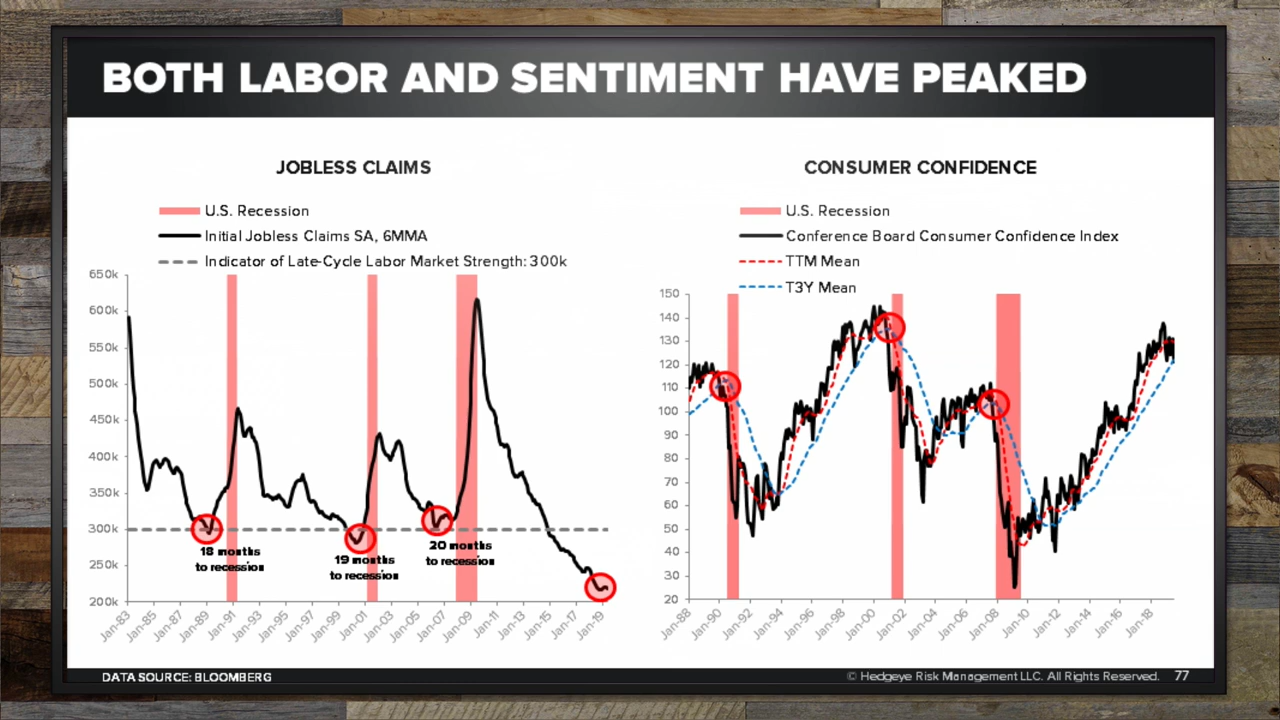 BOTH LABOR AND SENTIMENT HAVE PEAKED
JOBLESS CLAIMS
U.S. Recession
Initial Jobless Claims SA, 6MMA
Indicator of Late-Cycle Labor Market Strength: 300k
650k
600k
550k
500k
450k
400k
350k
300k
250k
200k
18 months
to recession
19 months
to recession
20 months
to recession
Jan-83
Jan-85
Jan-87
Jan-89
Jan-91
Jan-93
Jan-95
Jan-97
Jan-99
Jan-01
Jan-03
Jan-05
Jan-07
Jan-09
Jan-11
Jan-13
Jan-15
Jan-17
Jan-19
CONSUMER CONFIDENCE
U.S. Recession
Conference Board Consumer Confidence Index
TTM Mean
T3Y Mean
150
140
130
120
110
100
90
80
70
60
50
40
30
20
Jan-88
Jan-90
Jan-92
Jan-94
Jan-96
Jan-98
Jan-00
Jan-02
Jan-04
Jan-06
Jan-08
Jan-10
Jan-12
Jan-14
Jan-16
Jan-18
DATA SOURCE: BLOOMBERG
© Hedgeye Risk Management LLC. All Rights Reserved. 77